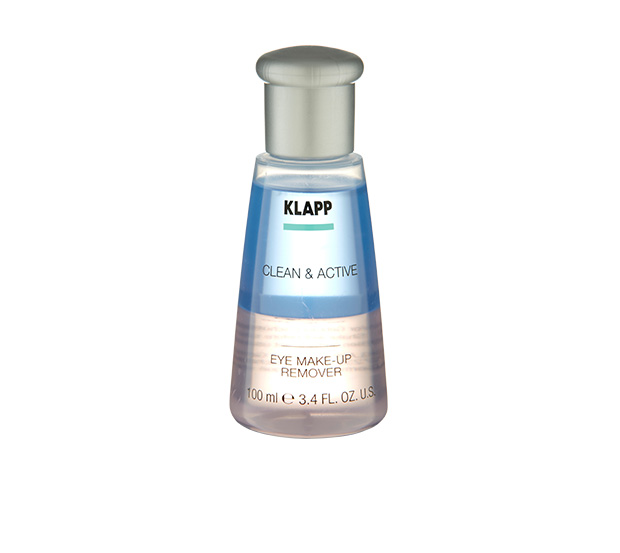 KLAPP
CLEAN & ACTIVE
EYE MAKE-UP
REMOVER
100 ml ℮ 3.4 FL. OZ. U.S.